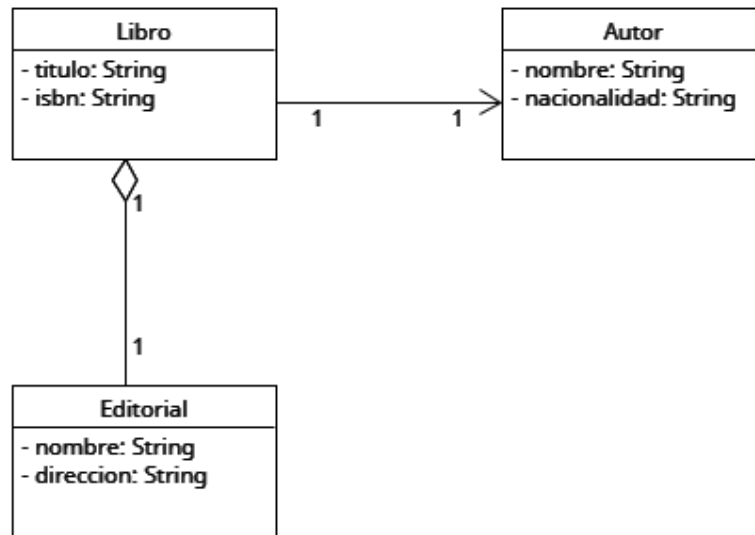 Libro
- titulo: String
- isbn: String
Autor
- nombre: String
- nacionalidad: String
1
1
1
1
Editorial
- nombre: String
- direccion: String